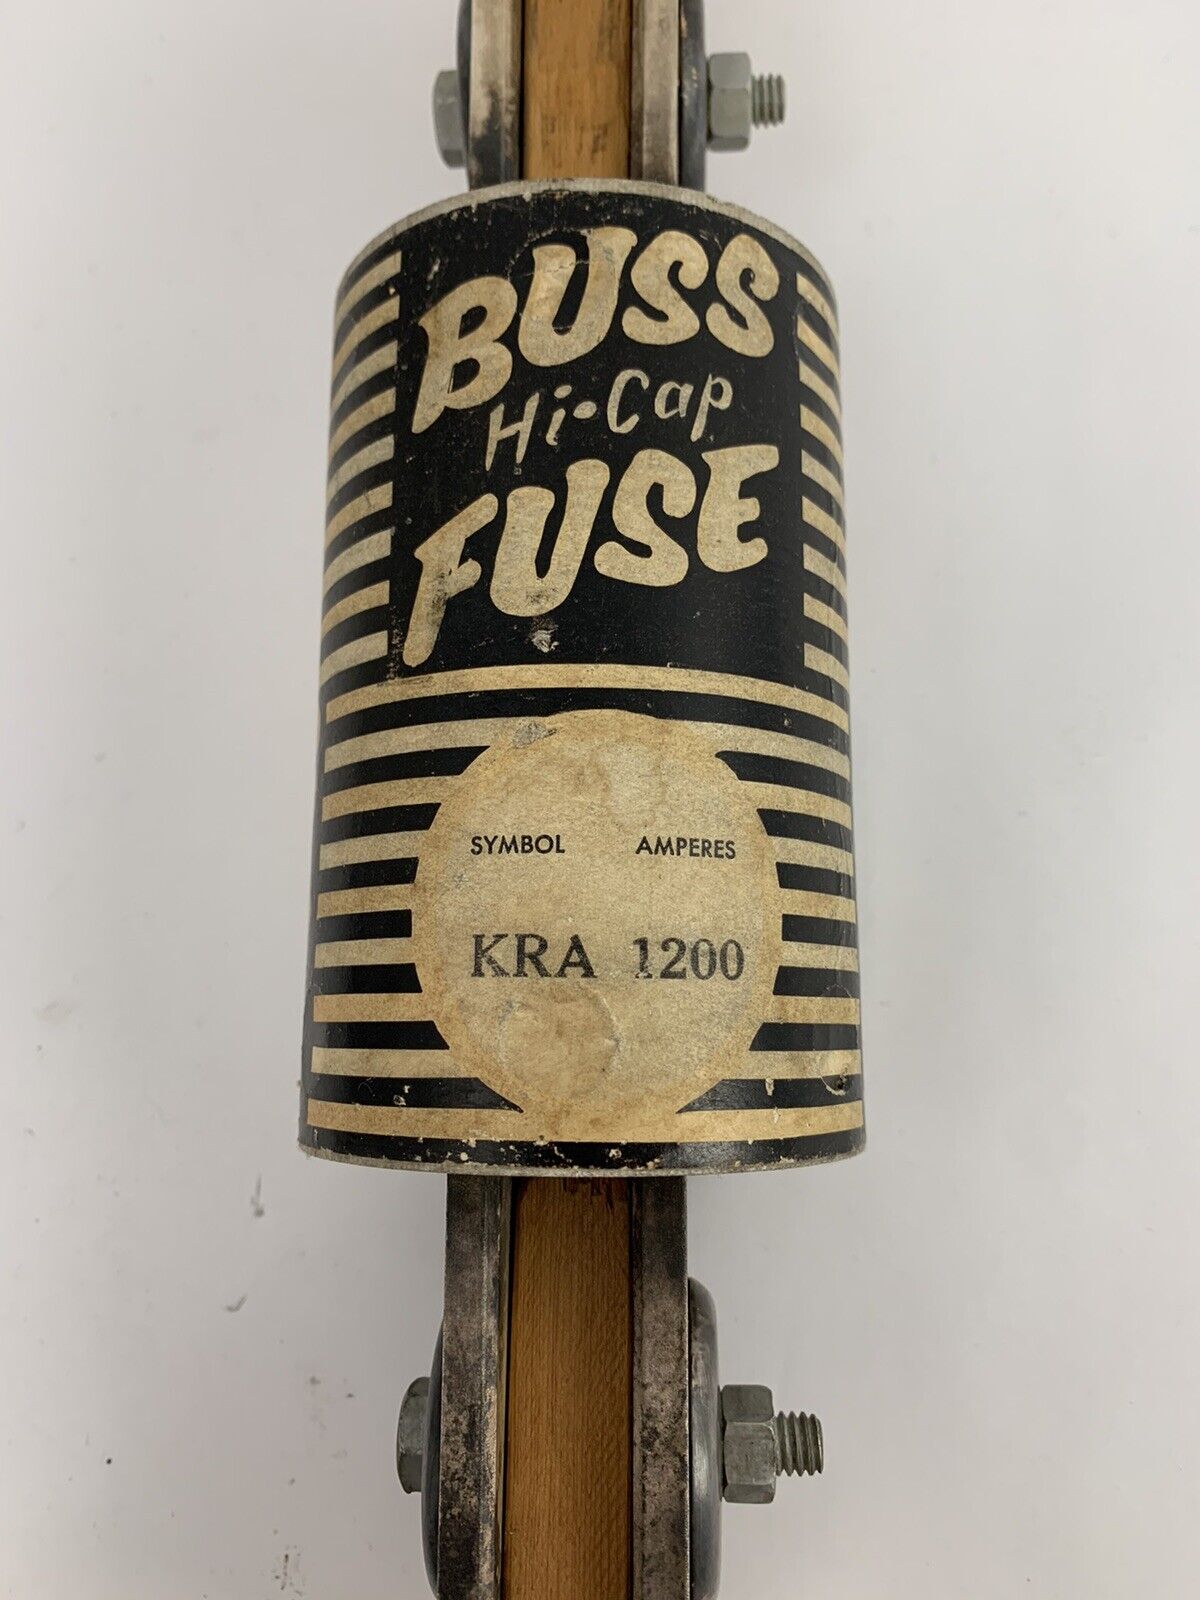 BUSS
Hi-Cap
FUSE
SYMBOL AMPERES
KRA 1200